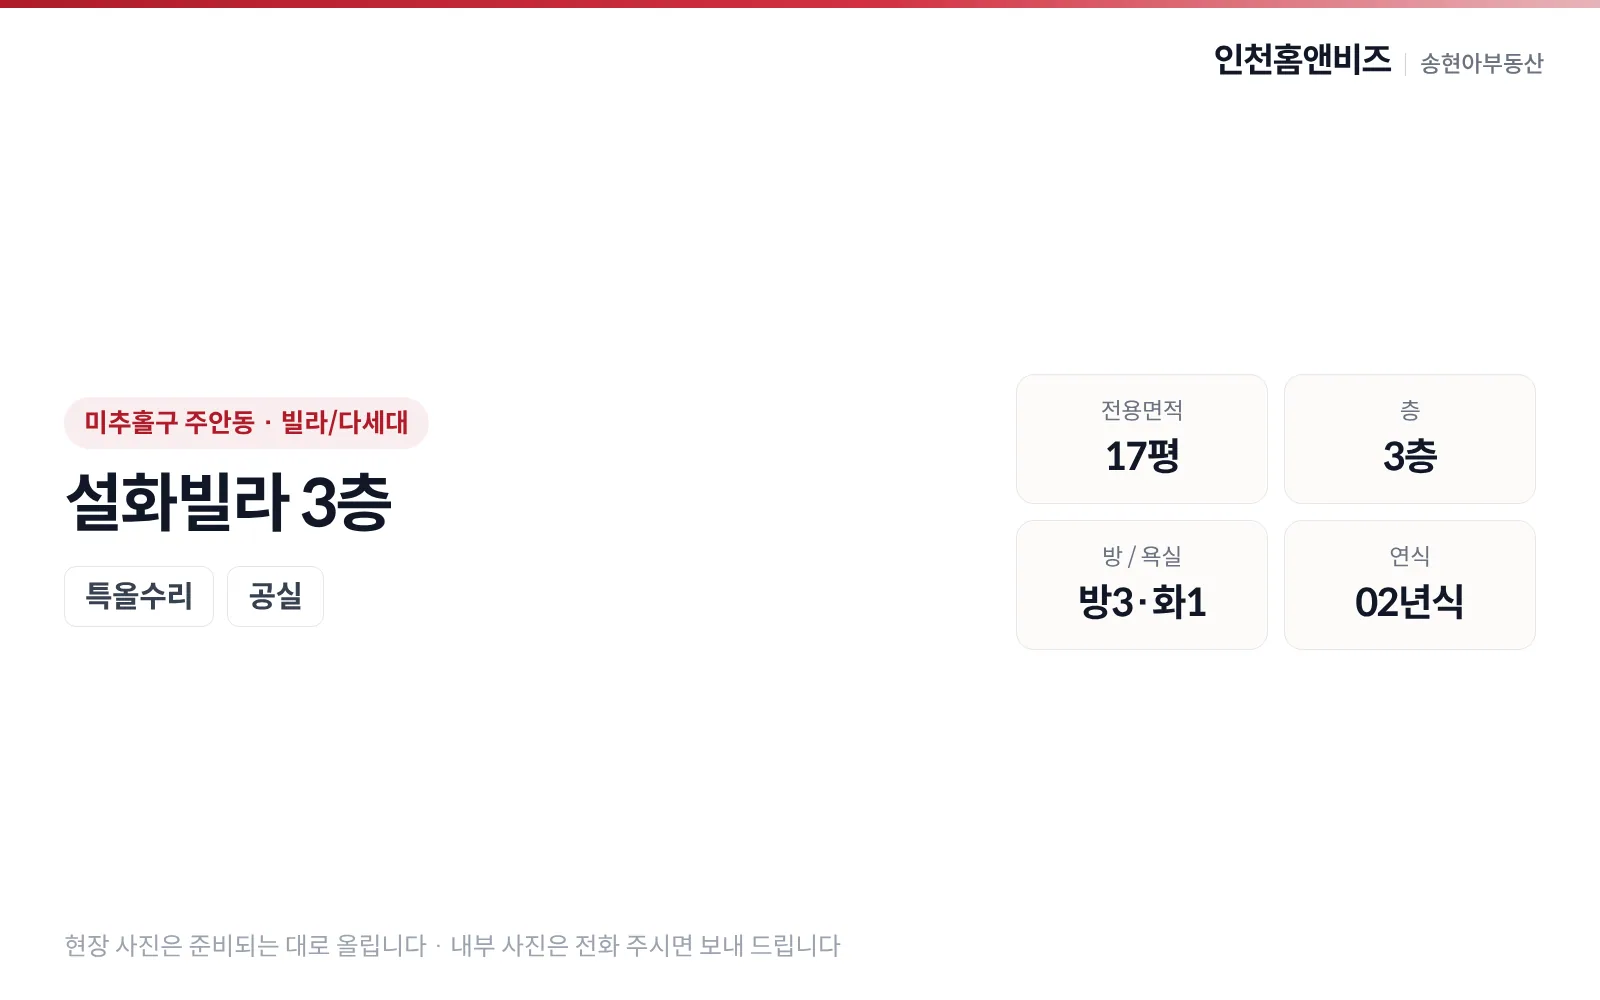 인천홈앤비즈 송현아부동산
미추홀구 주안동 · 빌라/다세대
설화빌라 3층
특올수리 공실
전용면적
17평
층
3층
방 / 욕실
방3·화1
연식
02년식
현장 사진은 준비되는 대로 올립니다 · 내부 사진은 전화 주시면 보내 드립니다